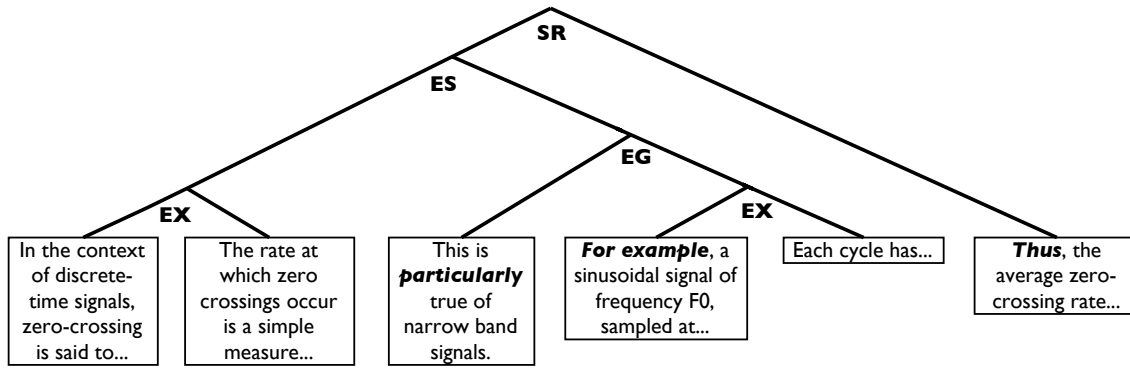 SR
ES
EG
EX
EX
In the context
of discrete-
time signals,
zero-crossing
is said to...
The rate at
which zero
crossings occur
is a simple
measure...
This is
particularly
true of
narrow band
signals.
For example, a
sinusoidal signal of
frequency F0,
sampled at...
Each cycle has...
Thus, the
average zero-
crossing rate...